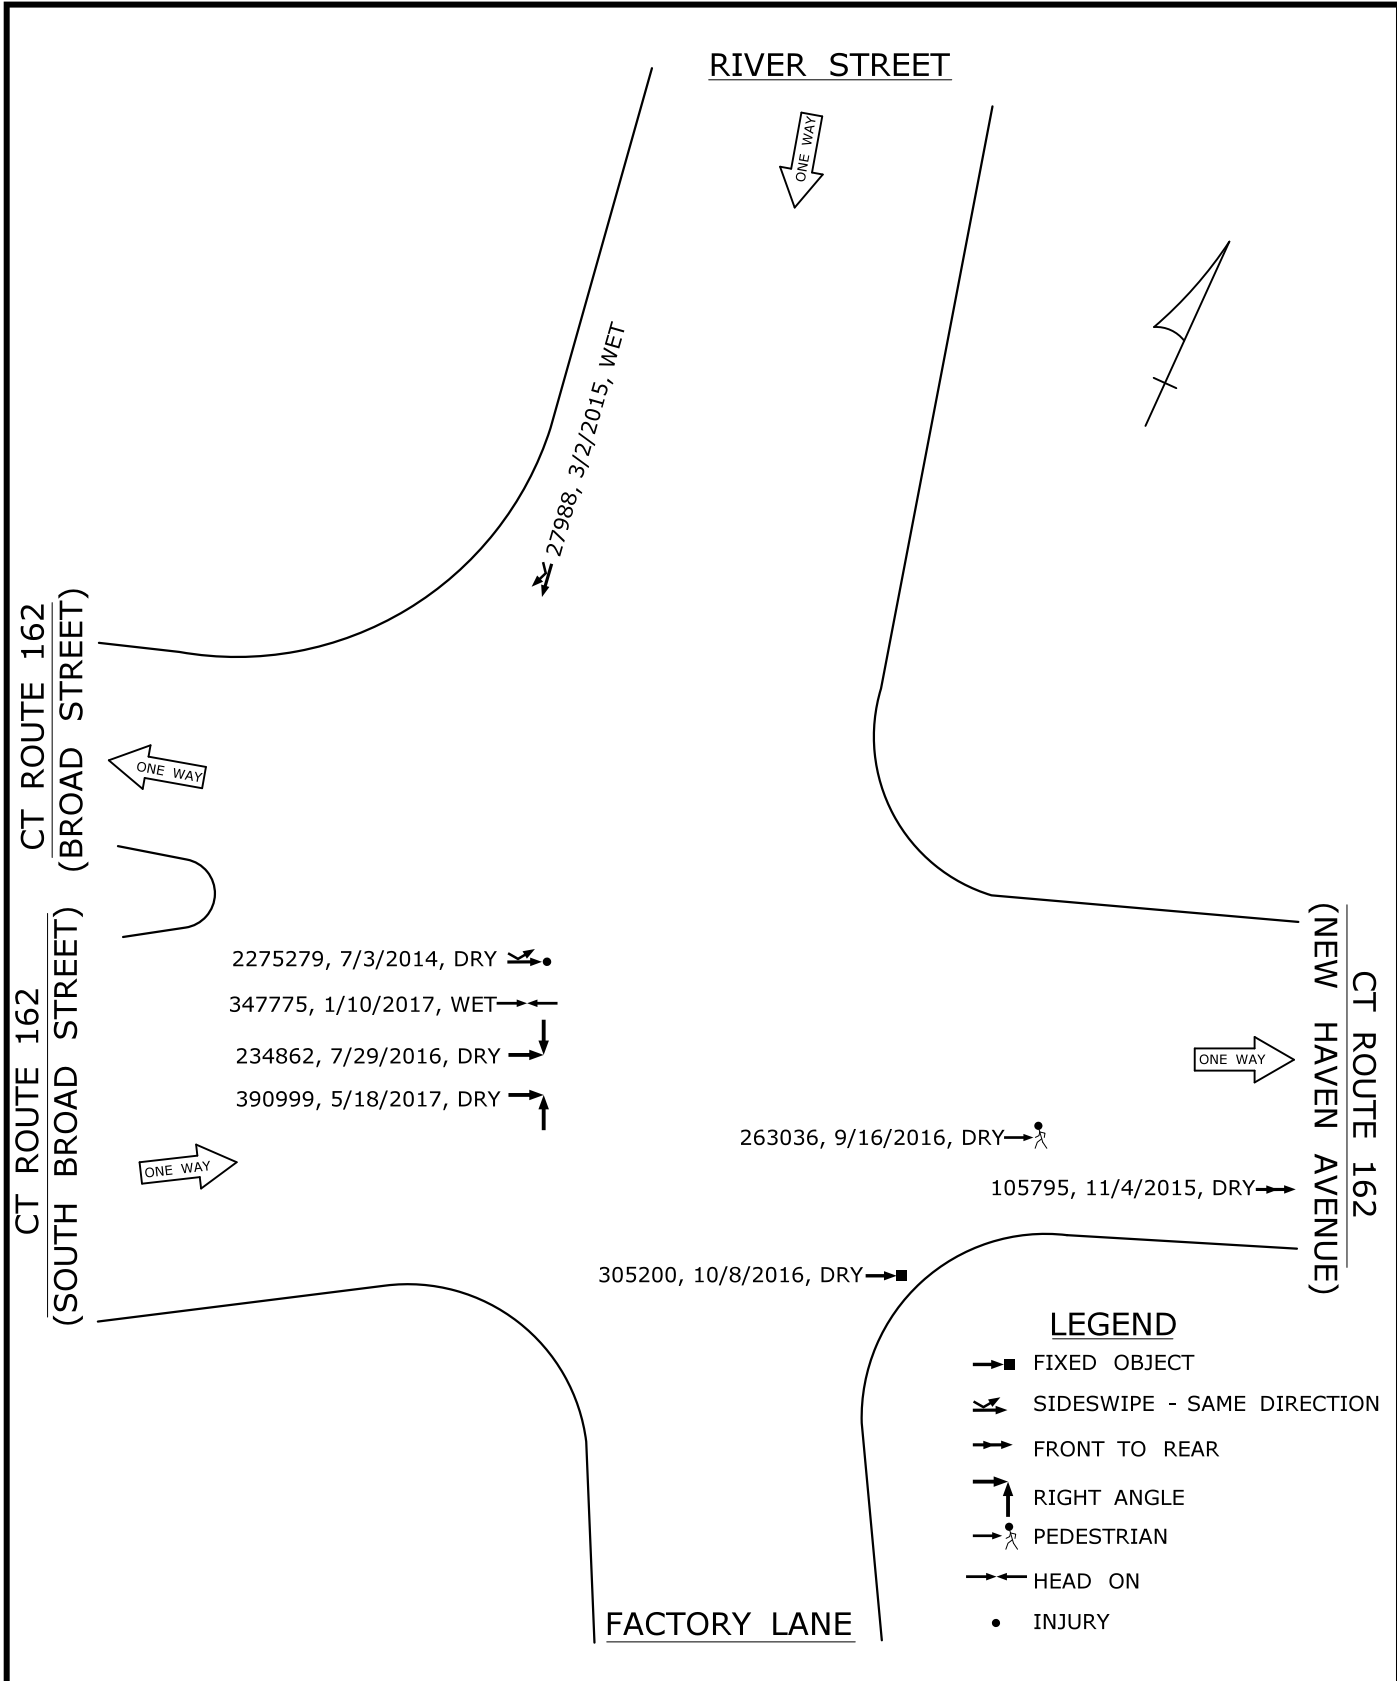 RIVER STREET
ONE WAY
27988, 3/2/2015, WET
CT ROUTE 162
(BROAD STREET)
ONE WAY
CT ROUTE 162
(SOUTH BROAD STREET)
2275279, 7/3/2014, DRY
347775, 1/10/2017, WET
234862, 7/29/2016, DRY
390999, 5/18/2017, DRY
ONE WAY
CT ROUTE 162
(NEW HAVEN AVENUE)
ONE WAY
263036, 9/16/2016, DRY
105795, 11/4/2015, DRY
305200, 10/8/2016, DRY
LEGEND
FIXED OBJECT
SIDESWIPE - SAME DIRECTION
FRONT TO REAR
RIGHT ANGLE
PEDESTRIAN
HEAD ON
INJURY
FACTORY LANE